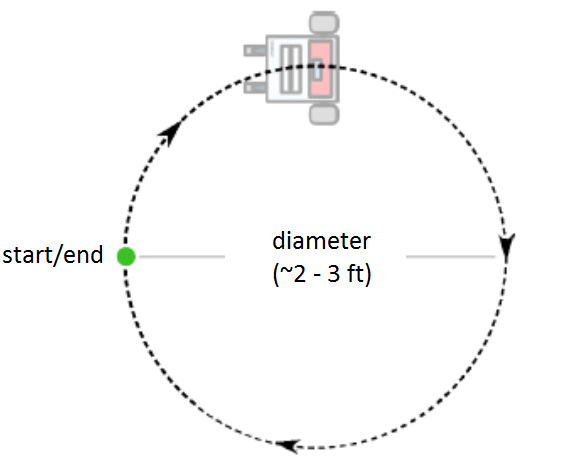 start/end
diameter
(~2 - 3 ft)